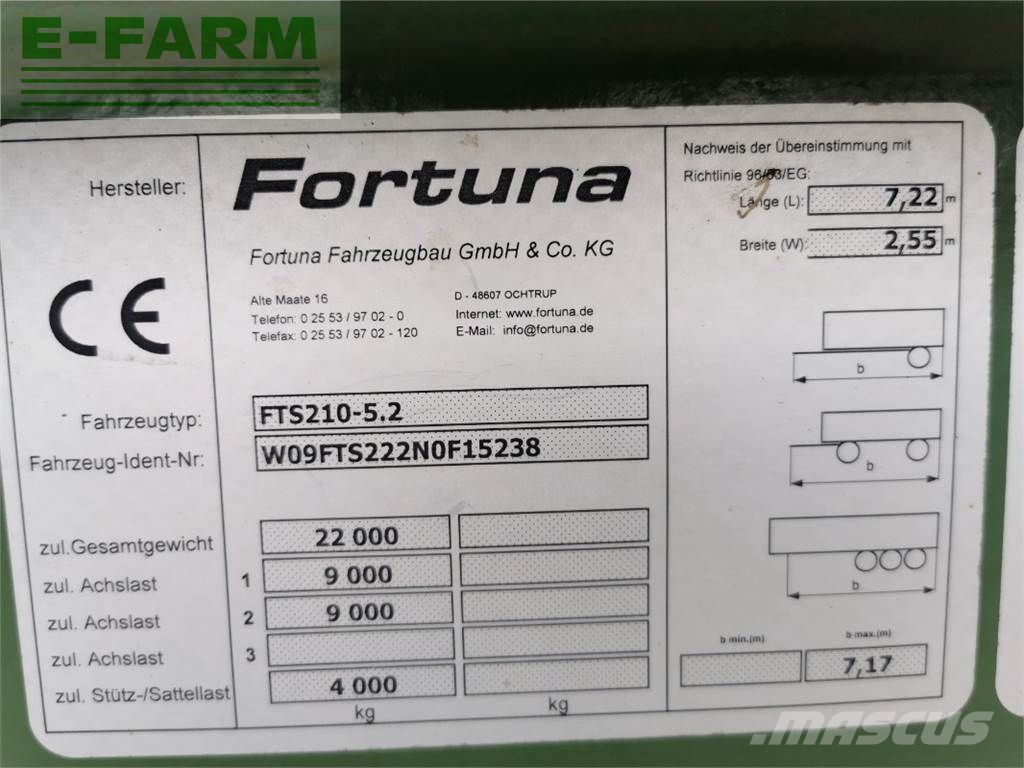 E-FARM
Hersteller:
Fortuna
Fortuna Fahrzeugbau GmbH & Co. KG
Alte Maate 16
Telefon: 0 25 53 / 97 02 - 0
Telefax: 0 25 53 / 97 02 - 120
D - 48607 OCHTRUP
Internet: www.fortuna.de
E-Mail: info@fortuna.de
CE
Fahrzeugtyp: FTS210-5.2
Fahrzeug-Ident-Nr: W09FTS222N0F15238
zul.Gesamtgewicht 22 000
zul. Achslast 1 9 000
zul. Achslast 2 9 000
zul. Achslast 3
zul. Stütz-/Sattellast 4 000
kg kg
Nachweis der Übereinstimmung mit
Richtlinie 96/53/EG:
Länge (L): 7,22 m
Breite (W): 2,55 m
b
b
b
b min.(m) b max.(m)
7,17
mascus